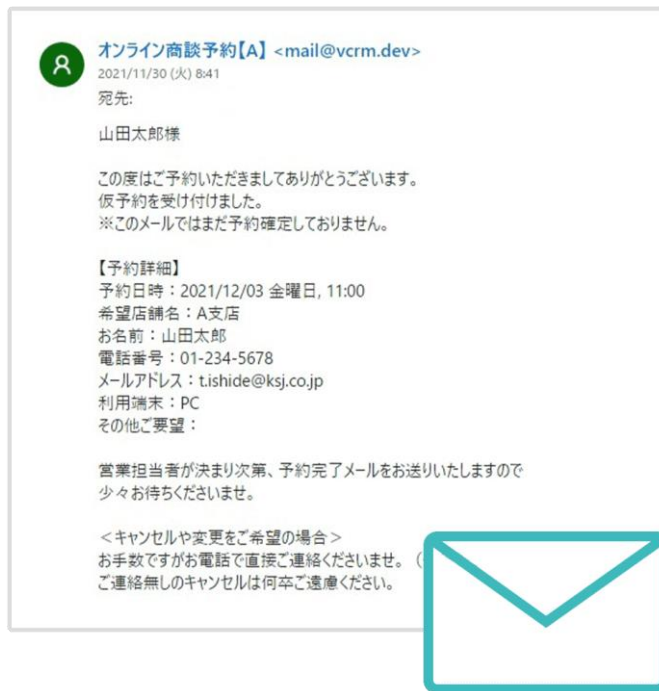 オンライン商談予約【A】 <mail@vcrm.dev>
2021/11/30 (火) 8:41
宛先:
山田太郎様
この度はご予約いただきましてありがとうございます。
仮予約を受け付けました。
※このメールではまだ予約確定しておりません。
【予約詳細】
予約日時：2021/12/03 金曜日, 11:00
希望店舗名：A支店
お名前：山田太郎
電話番号：01-234-5678
メールアドレス：t.ishide@ksj.co.jp
利用端末：PC
その他ご要望：
営業担当者が決まり次第、予約完了メールをお送りいたしますので
少々お待ちくださいませ。
＜キャンセルや変更をご希望の場合＞
お手数ですがお電話で直接ご連絡くださいませ。（
ご連絡無しのキャンセルは何卒ご遠慮ください。